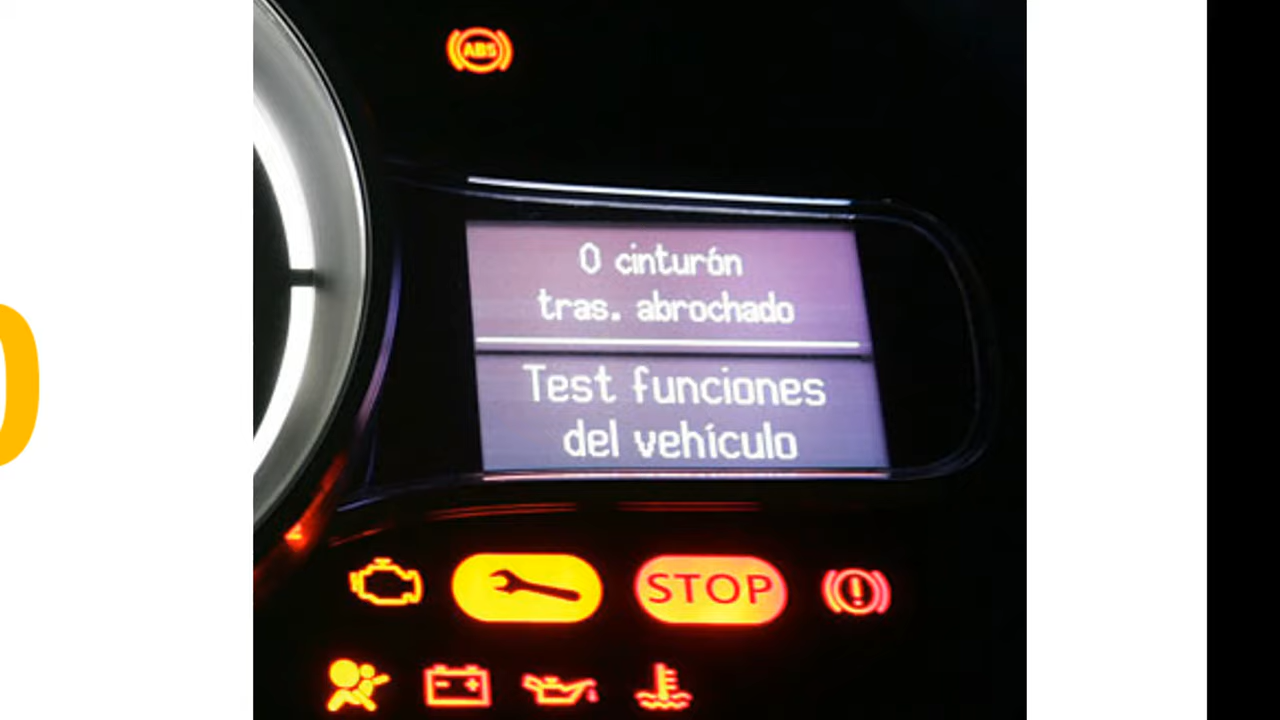 ABS
0 cinturón
tras. abrochado
Test funciones
del vehículo
STOP